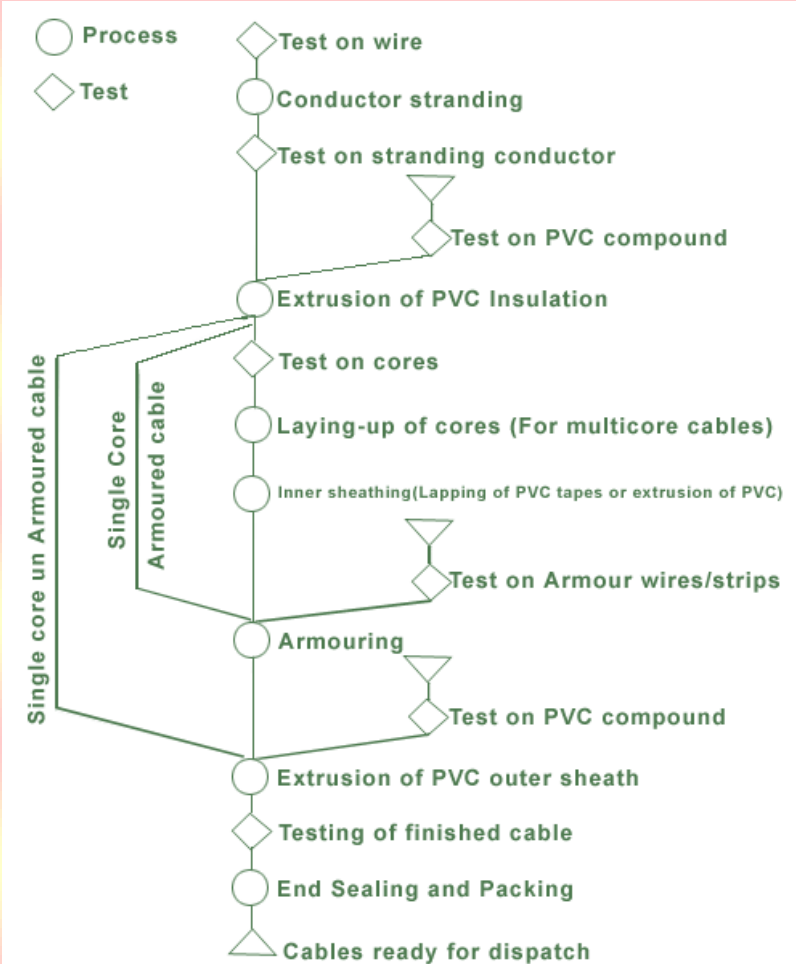 Process
Test
Test on wire
Conductor stranding
Test on stranding conductor
Test on PVC compound
Extrusion of PVC Insulation
Test on cores
Laying-up of cores (For multicore cables)
Inner sheathing(Lapping of PVC tapes or extrusion of PVC)
Single core un Armoured cable
Single Core
Armoured cable
Test on Armour wires/strips
Armouring
Test on PVC compound
Extrusion of PVC outer sheath
Testing of finished cable
End Sealing and Packing
Cables ready for dispatch